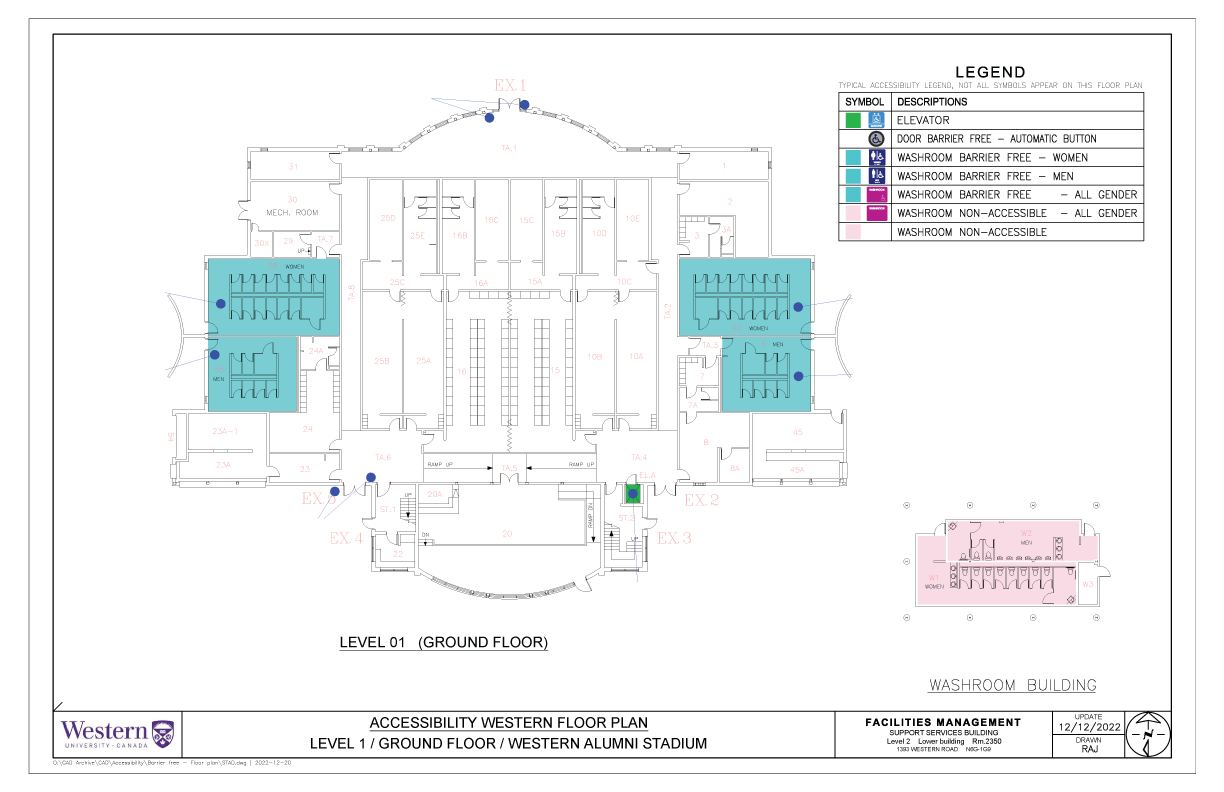 LEGEND
TYPICAL ACCESSIBILITY LEGEND, NOT ALL SYMBOLS APPEAR ON THIS FLOOR PLAN
SYMBOL DESCRIPTIONS
ELEVATOR
DOOR BARRIER FREE - AUTOMATIC BUTTON
WASHROOM BARRIER FREE - WOMEN
WASHROOM BARRIER FREE - MEN
WASHROOM BARRIER FREE - ALL GENDER
WASHROOM NON-ACCESSIBLE - ALL GENDER
WASHROOM NON-ACCESSIBLE
EX.1
TA.1
31
1
30
MECH. ROOM
2
25D
16C
15C
10E
3
3A
30X
29
TA.7
UP
25E
16B
15B
10D
WOMEN
25C
16A
15A
10C
TA.8
TA.2
WOMEN
MEN
24A
TA.3
25B
25A
16
15
10B
10A
7
MEN
7A
23A-1
24
34
8
45
23A
23
TA.6
RAMP UP
TA.5
RAMP UP
TA.4
EL.A
8A
45A
EX.5
20A
UP
ST.1
EX.2
RAMP DN
ST.2
EX.4
DN
20
UP
EX.3
22
W2
MEN
W1
WOMEN
W3
LEVEL 01 (GROUND FLOOR)
WASHROOM BUILDING
Western
UNIVERSITY · CANADA
ACCESSIBILITY WESTERN FLOOR PLAN
LEVEL 1 / GROUND FLOOR / WESTERN ALUMNI STADIUM
FACILITIES MANAGEMENT
SUPPORT SERVICES BUILDING
Level 2 Lower building Rm.2350
1393 WESTERN ROAD N6G-1G9
UPDATE
12/12/2022
DRAWN
RAJ
N
O:\CAD Archive\CAD\Accessibility\Barrier free - Floor plan\STAD.dwg | 2022-12-20